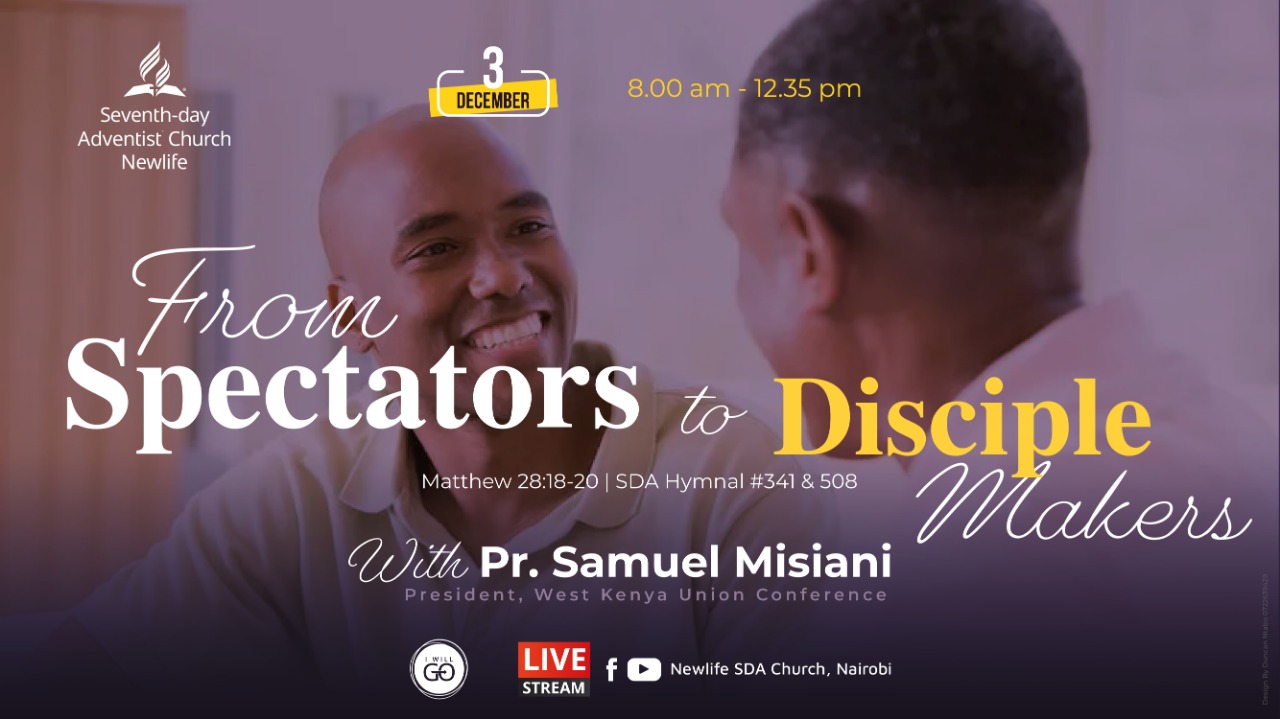 Seventh-day
Adventist Church
Newlife
3
DECEMBER
8.00 am - 12.35 pm
From
Spectators to Disciple
Makers
Matthew 28:18-20 | SDA Hymnal #341 & 508
With Pr. Samuel Misiani
President, West Kenya Union Conference
I WILL
GO
LIVE
STREAM
f
Newlife SDA Church, Nairobi